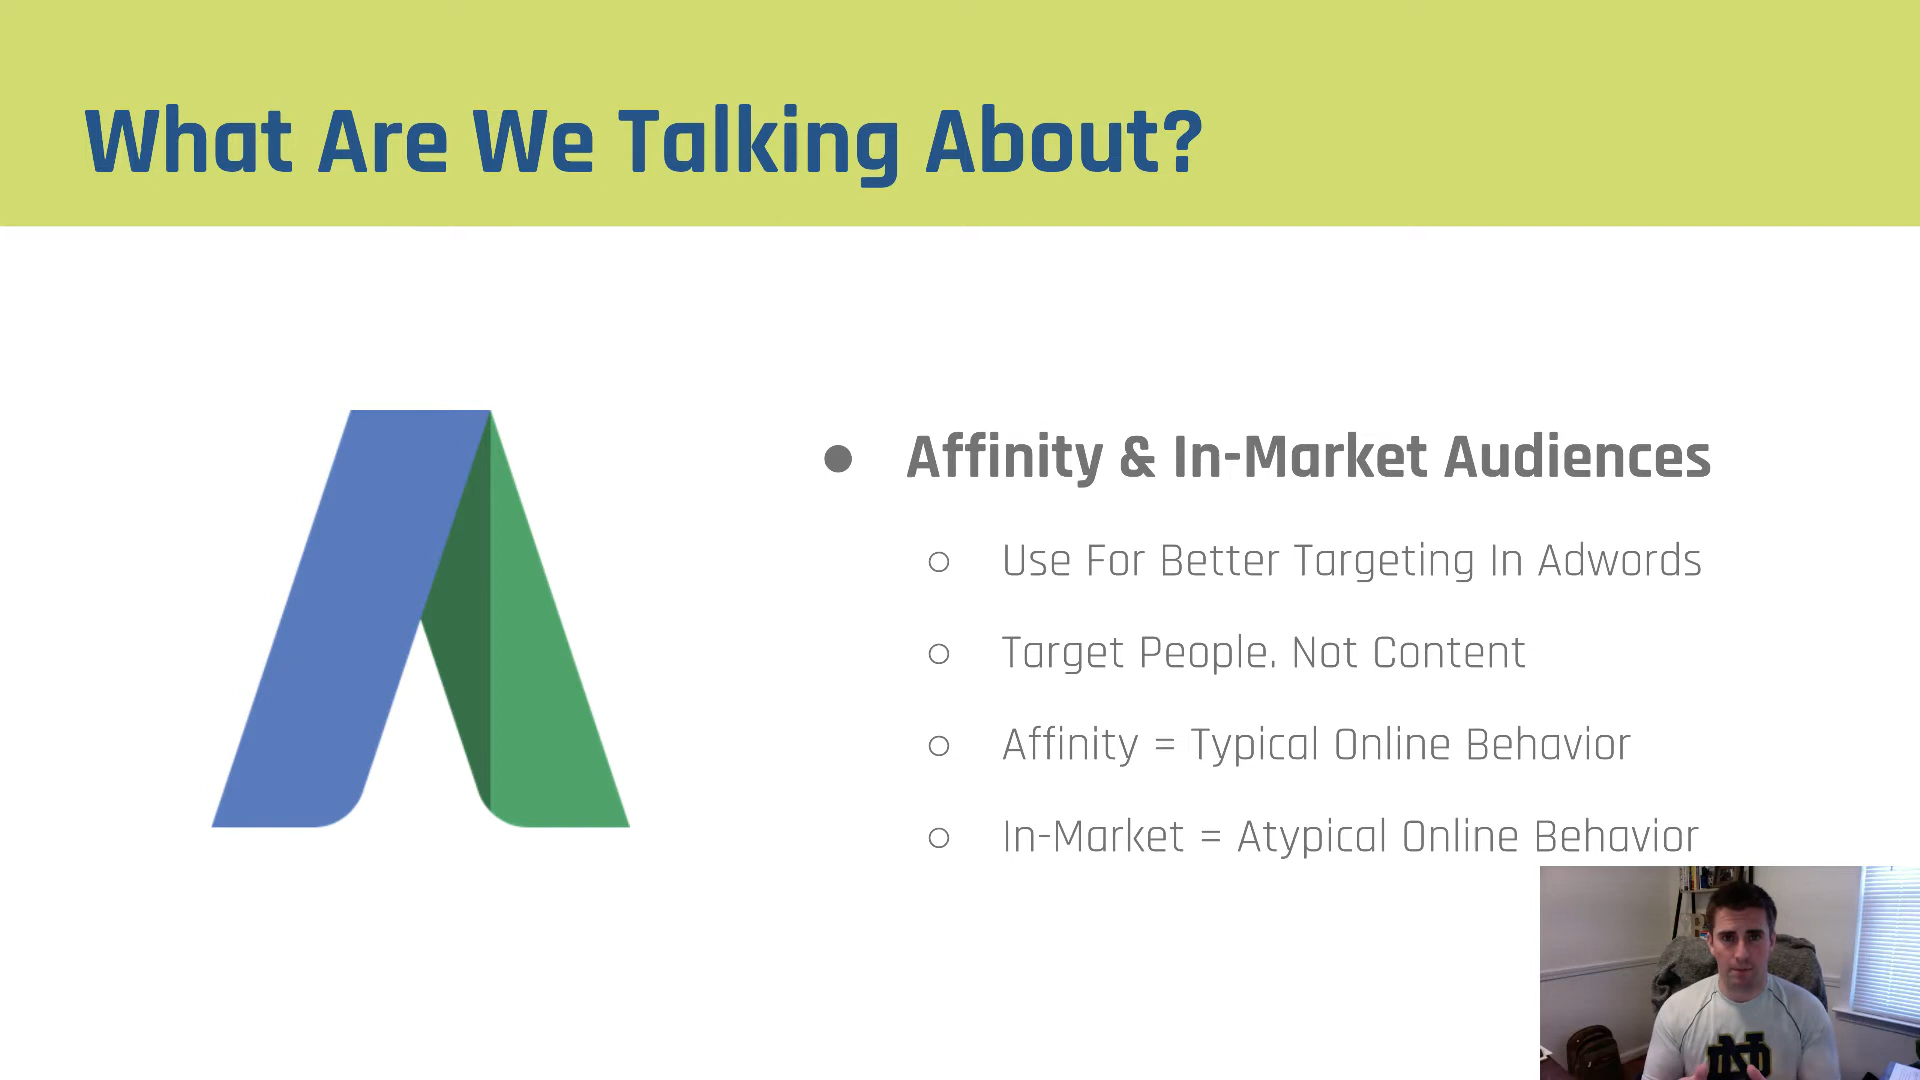 What Are We Talking About?
● Affinity & In-Market Audiences
○ Use For Better Targeting In Adwords
○ Target People. Not Content
○ Affinity = Typical Online Behavior
○ In-Market = Atypical Online Behavior
ND